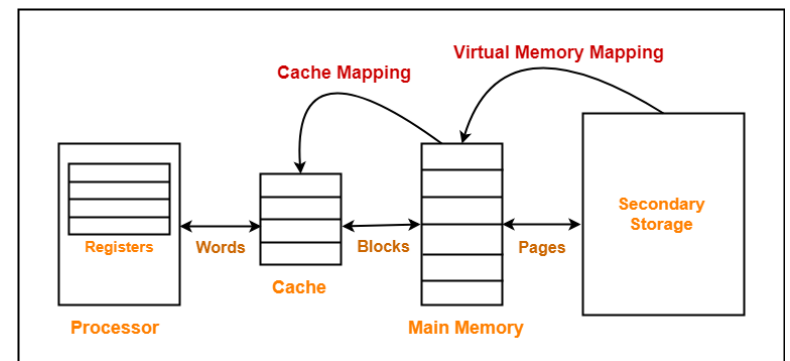 Virtual Memory Mapping
Cache Mapping
Secondary
Storage
Registers
Words
Blocks
Pages
Cache
Processor
Main Memory